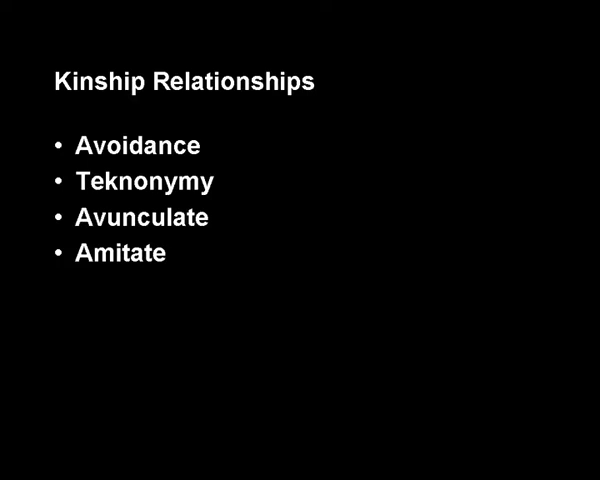 Kinship Relationships
• Avoidance
• Teknonymy
• Avunculate
• Amitate